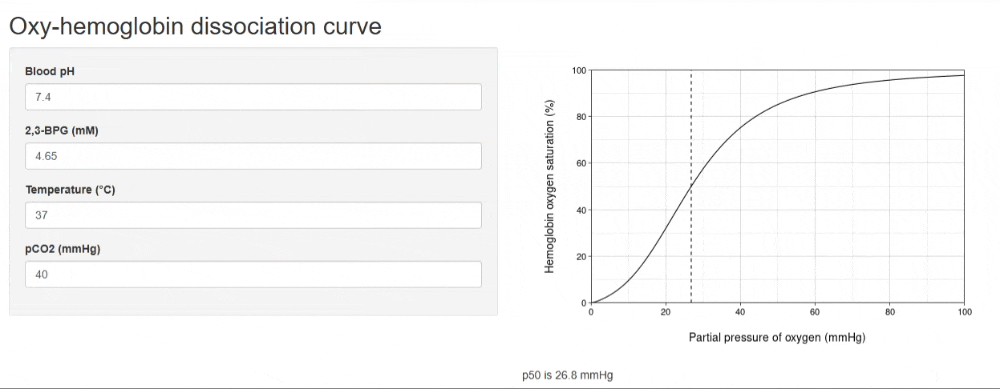 Oxy-hemoglobin dissociation curve
Blood pH
7.4
2,3-BPG (mM)
4.65
Temperature (°C)
37
pCO2 (mmHg)
40
Hemoglobin oxygen saturation (%)
100
80
60
40
20
0
0 20 40 60 80 100
Partial pressure of oxygen (mmHg)
p50 is 26.8 mmHg